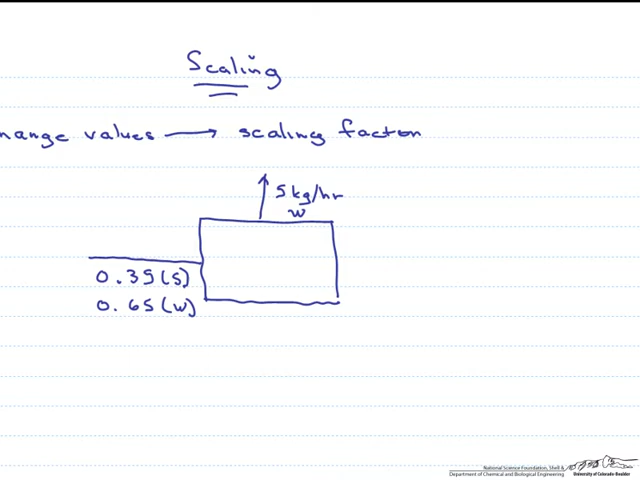 Scaling
hange values → scaling factor
5 kg/hr
w
0.35(s)
0.65(w)
National Science Foundation, Shell &
Department of Chemical and Biological Engineering
University of Colorado Boulder